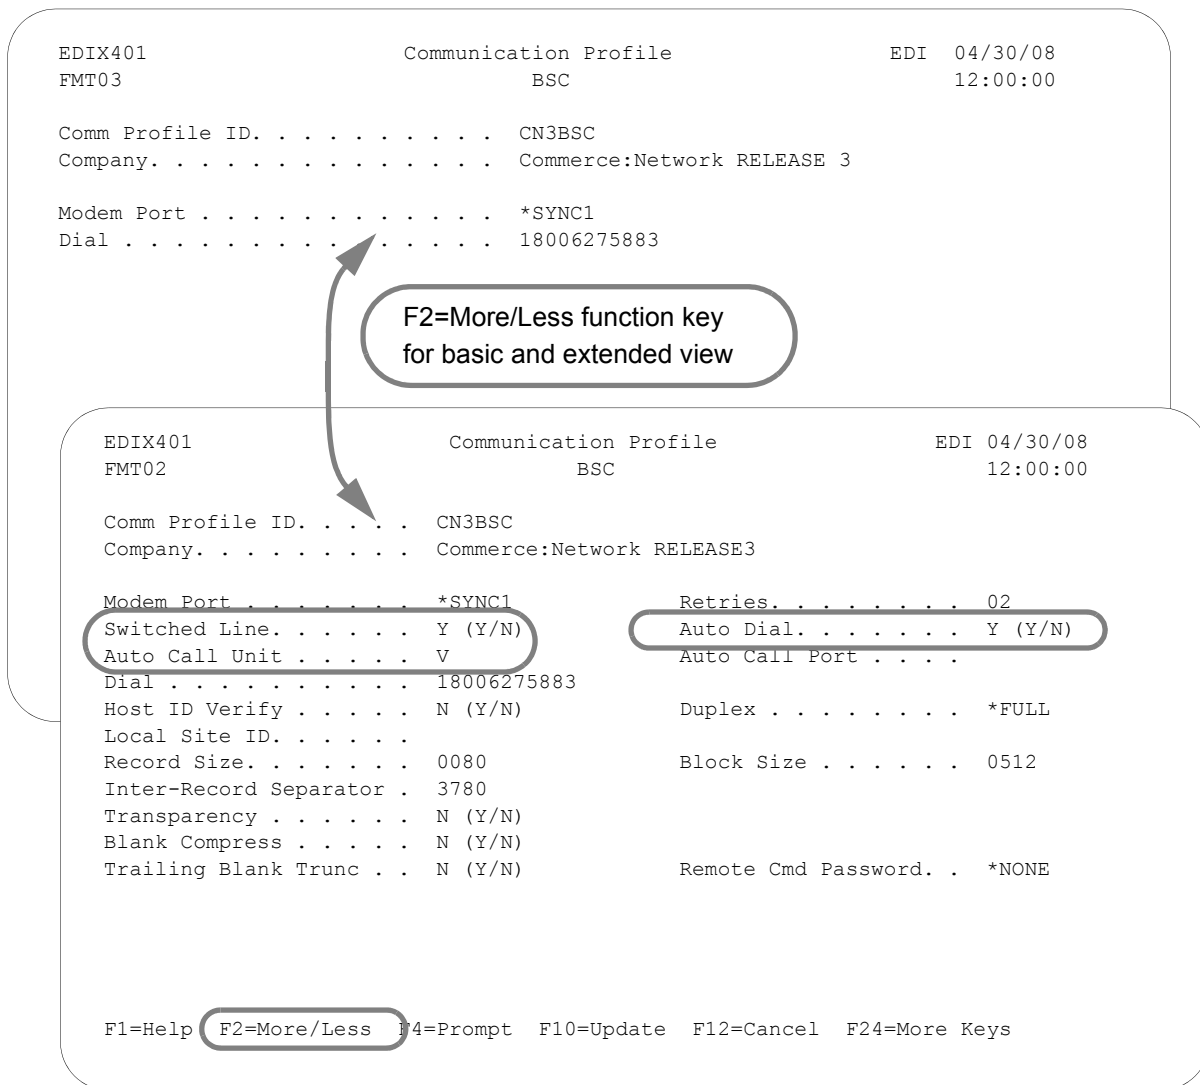 EDIX401 Communication Profile EDI 04/30/08
FMT03 BSC 12:00:00
Comm Profile ID. . . . . . . . . . CN3BSC
Company. . . . . . . . . . . . . . Commerce:Network RELEASE 3
Modem Port . . . . . . . . . . . . *SYNC1
Dial . . . . . . . . . . . . . . . 18006275883
F2=More/Less function key
for basic and extended view
EDIX401 Communication Profile EDI 04/30/08
FMT02 BSC 12:00:00
Comm Profile ID. . . . . CN3BSC
Company. . . . . . . . . Commerce:Network RELEASE3
Modem Port . . . . . . . *SYNC1 Retries. . . . . . . . 02
Switched Line. . . . . . Y (Y/N) Auto Dial. . . . . . . Y (Y/N)
Auto Call Unit . . . . . V Auto Call Port . . . .
Dial . . . . . . . . . . 18006275883
Host ID Verify . . . . . N (Y/N) Duplex . . . . . . . . *FULL
Local Site ID. . . . . .
Record Size. . . . . . . 0080 Block Size . . . . . . 0512
Inter-Record Separator . 3780
Transparency . . . . . . N (Y/N)
Blank Compress . . . . . N (Y/N)
Trailing Blank Trunc . . N (Y/N) Remote Cmd Password. . *NONE
F1=Help F2=More/Less F4=Prompt F10=Update F12=Cancel F24=More Keys